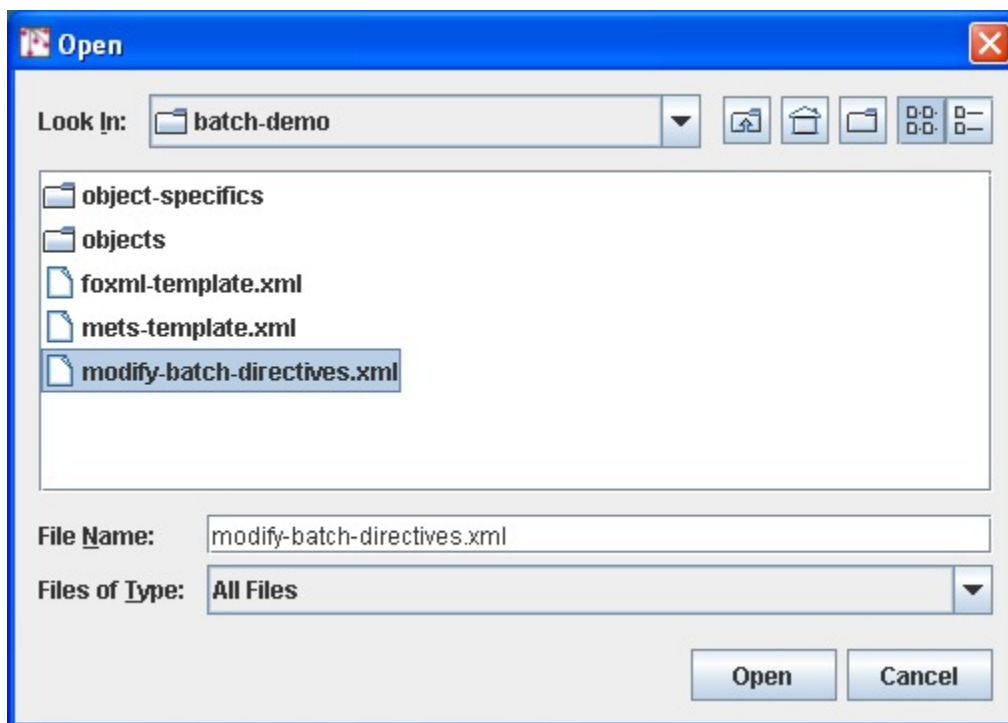 Open
Look In: batch-demo
object-specifics
objects
foxml-template.xml
mets-template.xml
modify-batch-directives.xml
File Name: modify-batch-directives.xml
Files of Type: All Files
Open Cancel